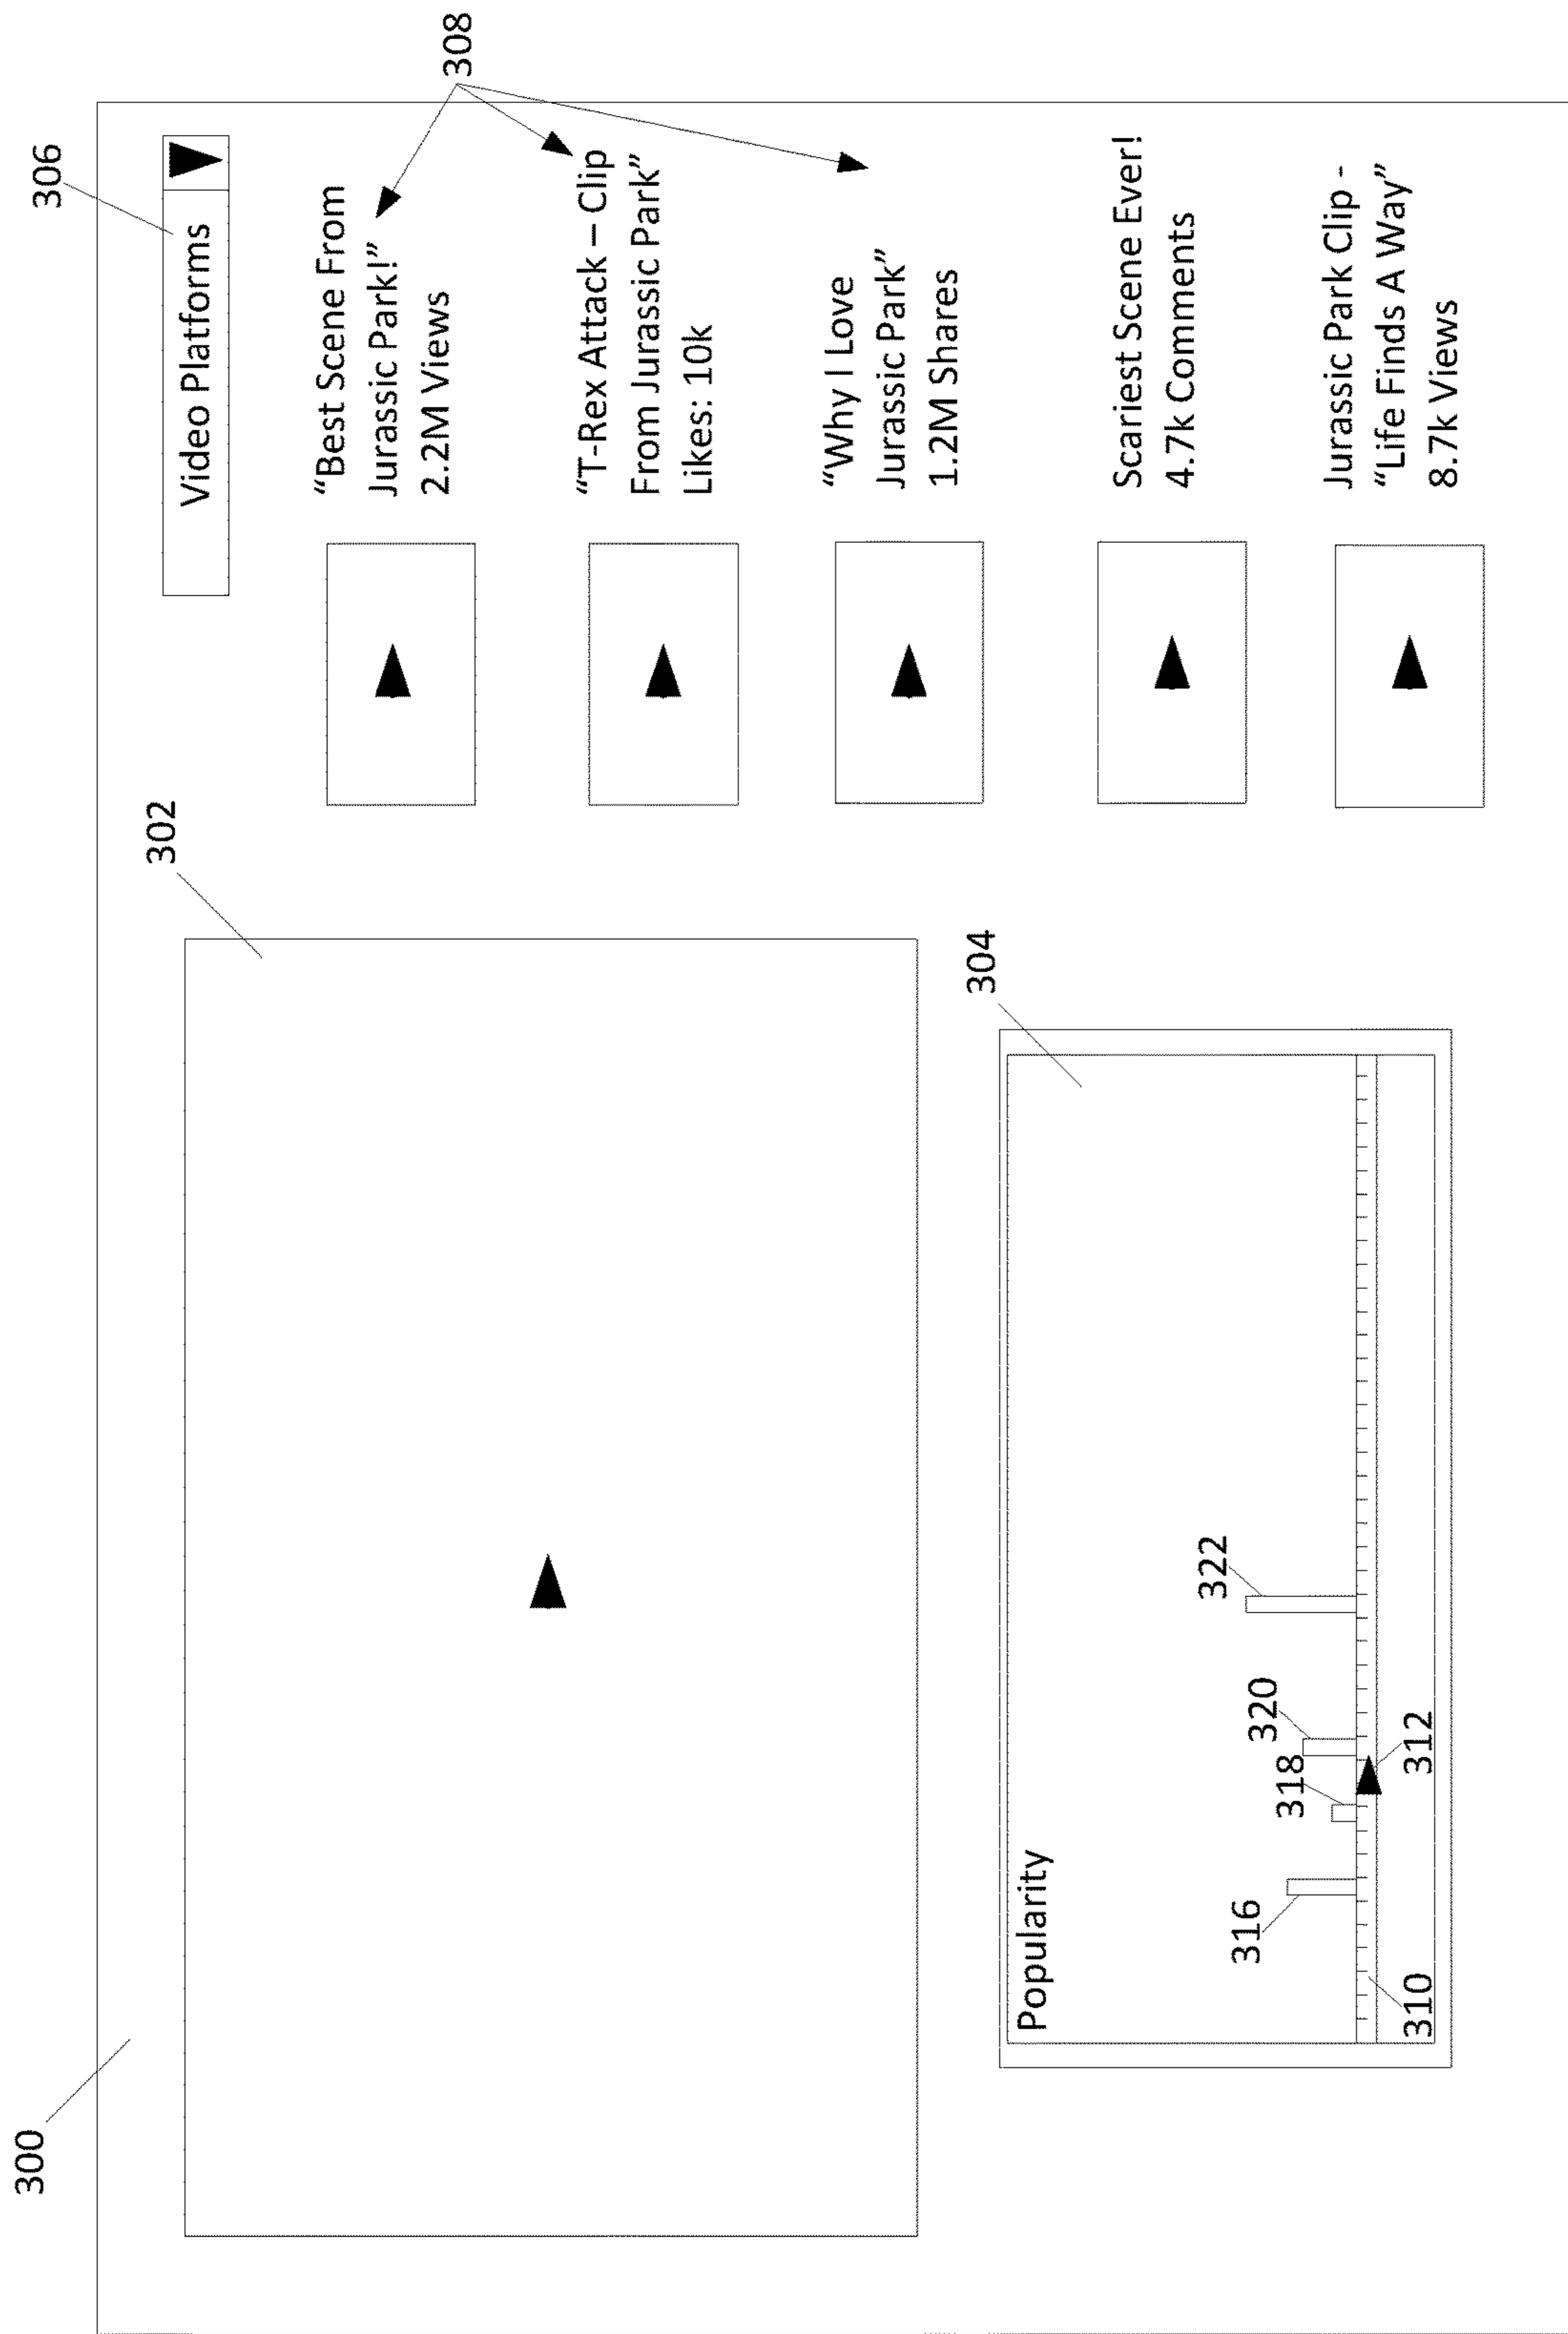 300
302
306
Video Platforms
308
“Best Scene From
Jurassic Park!”
2.2M Views
“T-Rex Attack – Clip
From Jurassic Park”
Likes: 10k
“Why I Love
Jurassic Park”
1.2M Shares
Scariest Scene Ever!
4.7k Comments
Jurassic Park Clip -
“Life Finds A Way”
8.7k Views
304
Popularity
316
318
320
322
310
312